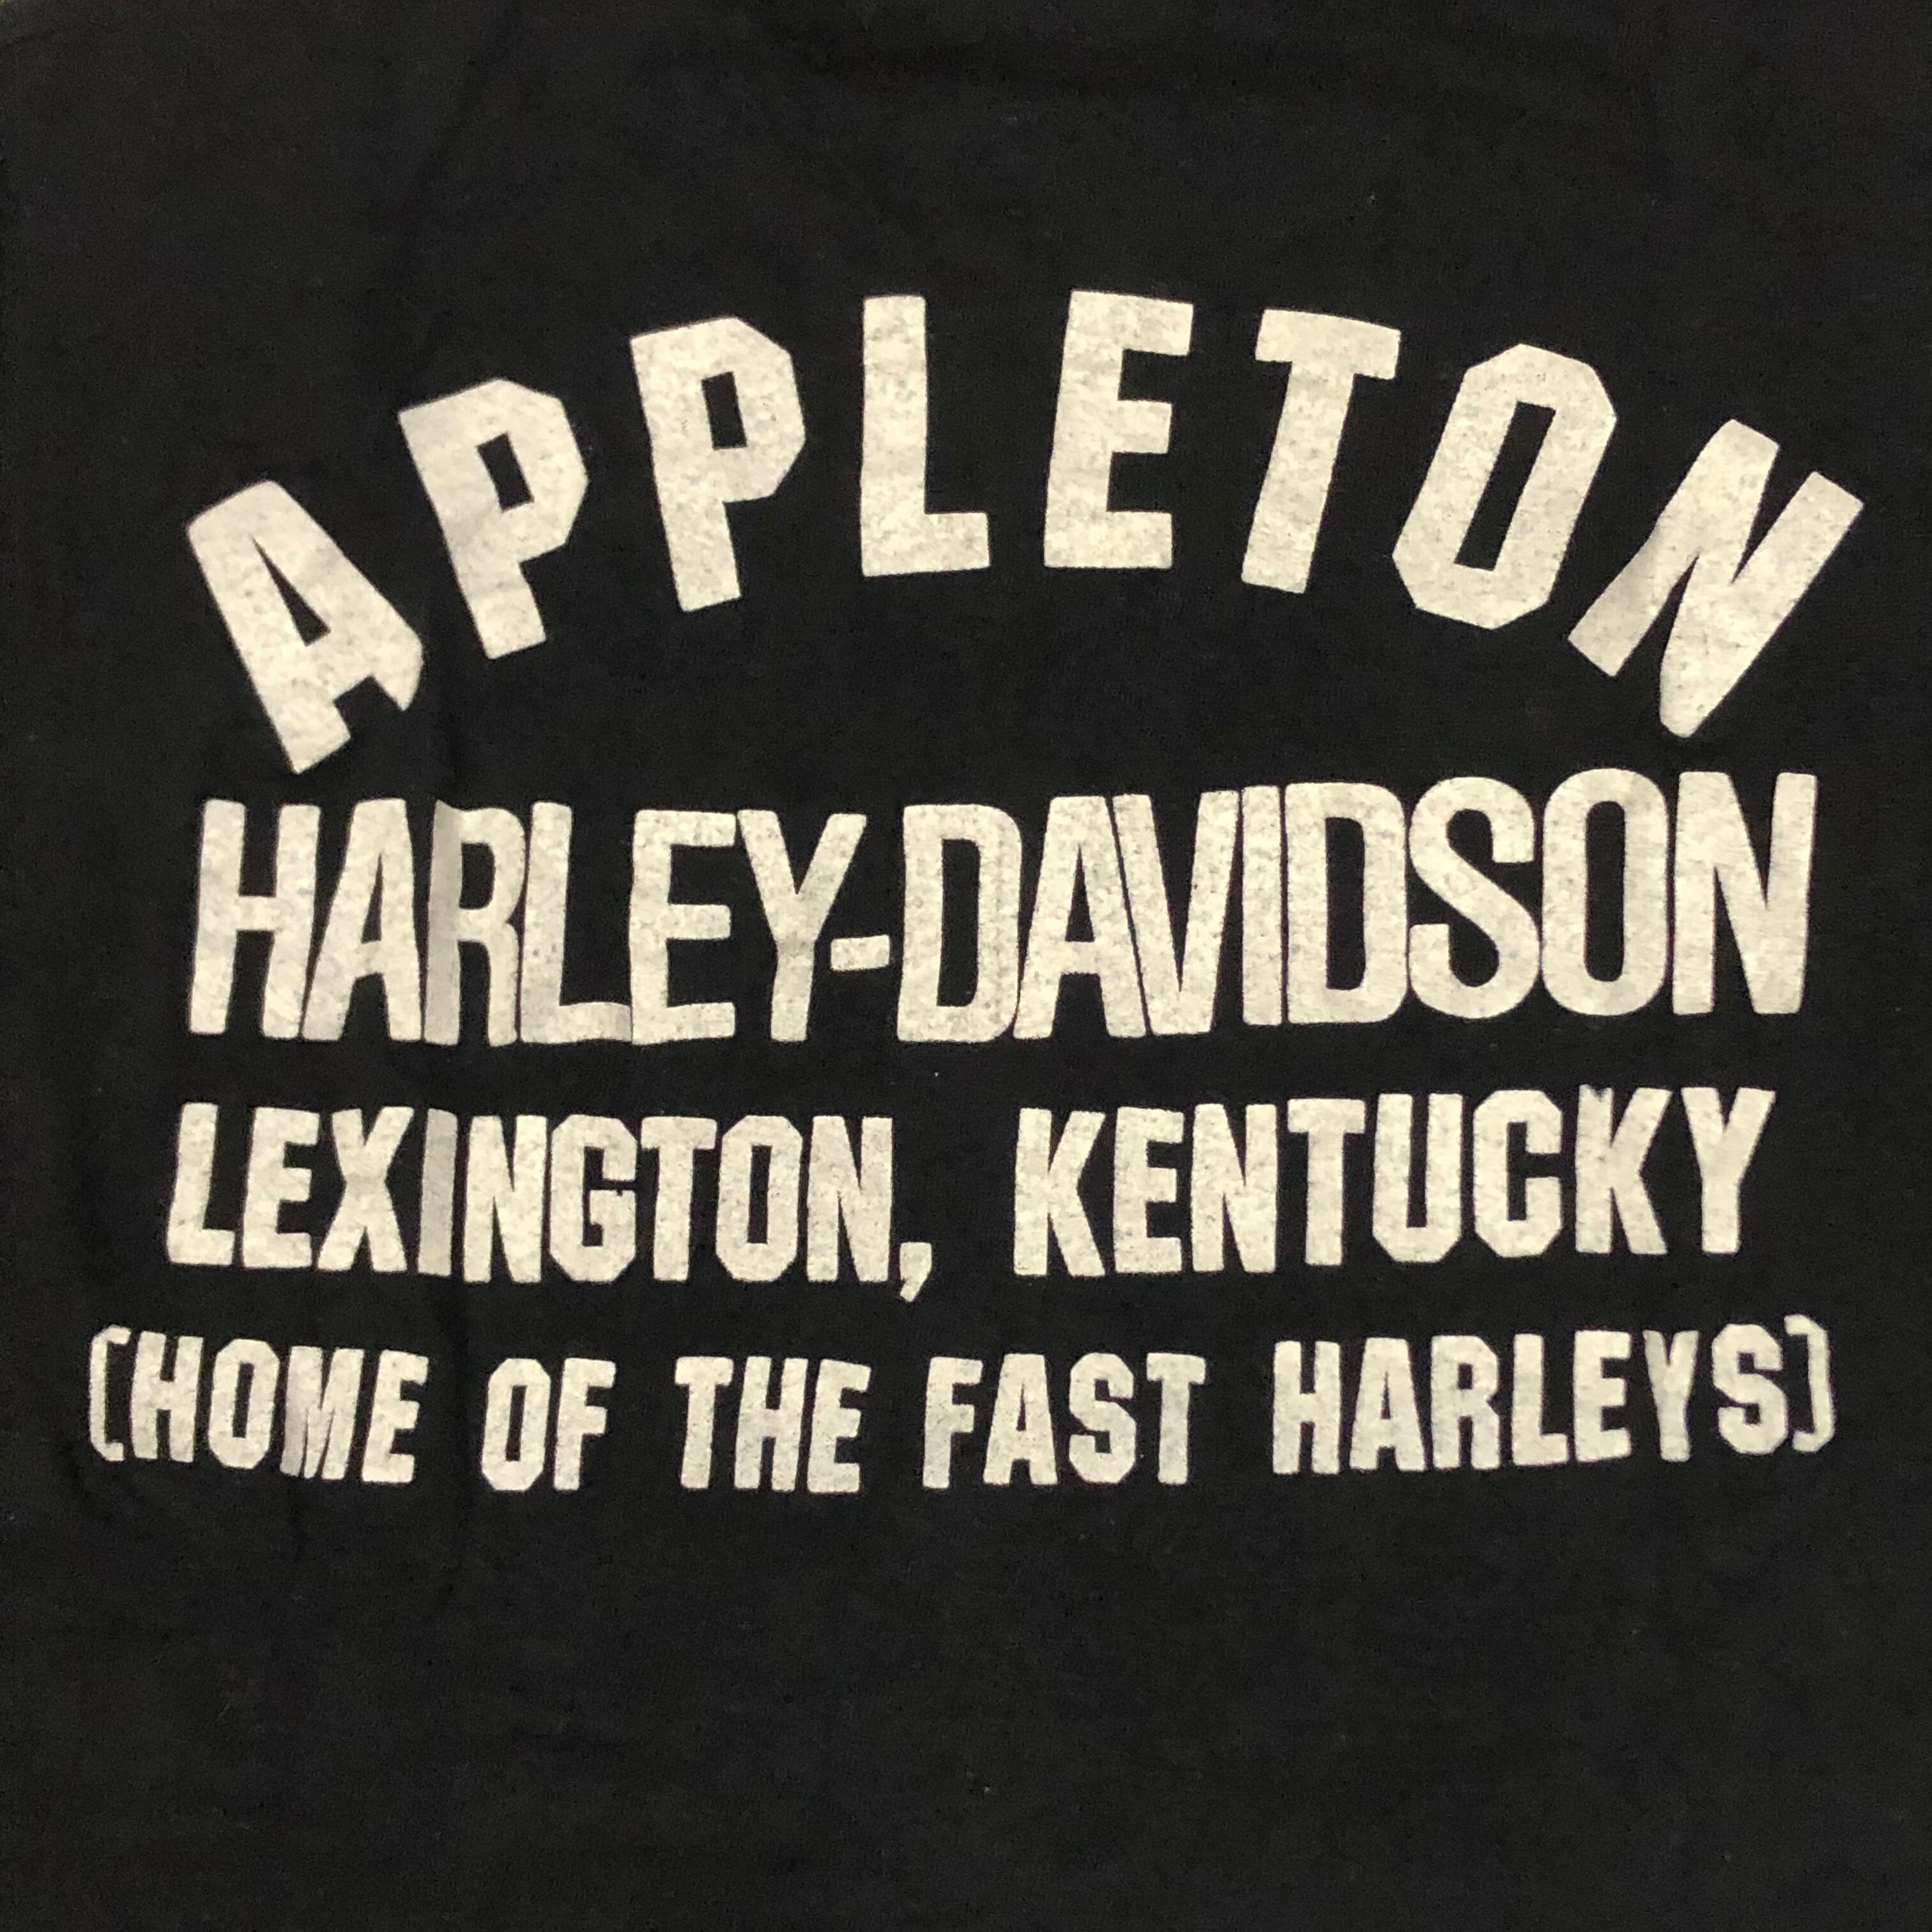 APPLETON
HARLEY-DAVIDSON
LEXINGTON, KENTUCKY
(HOME OF THE FAST HARLEYS)